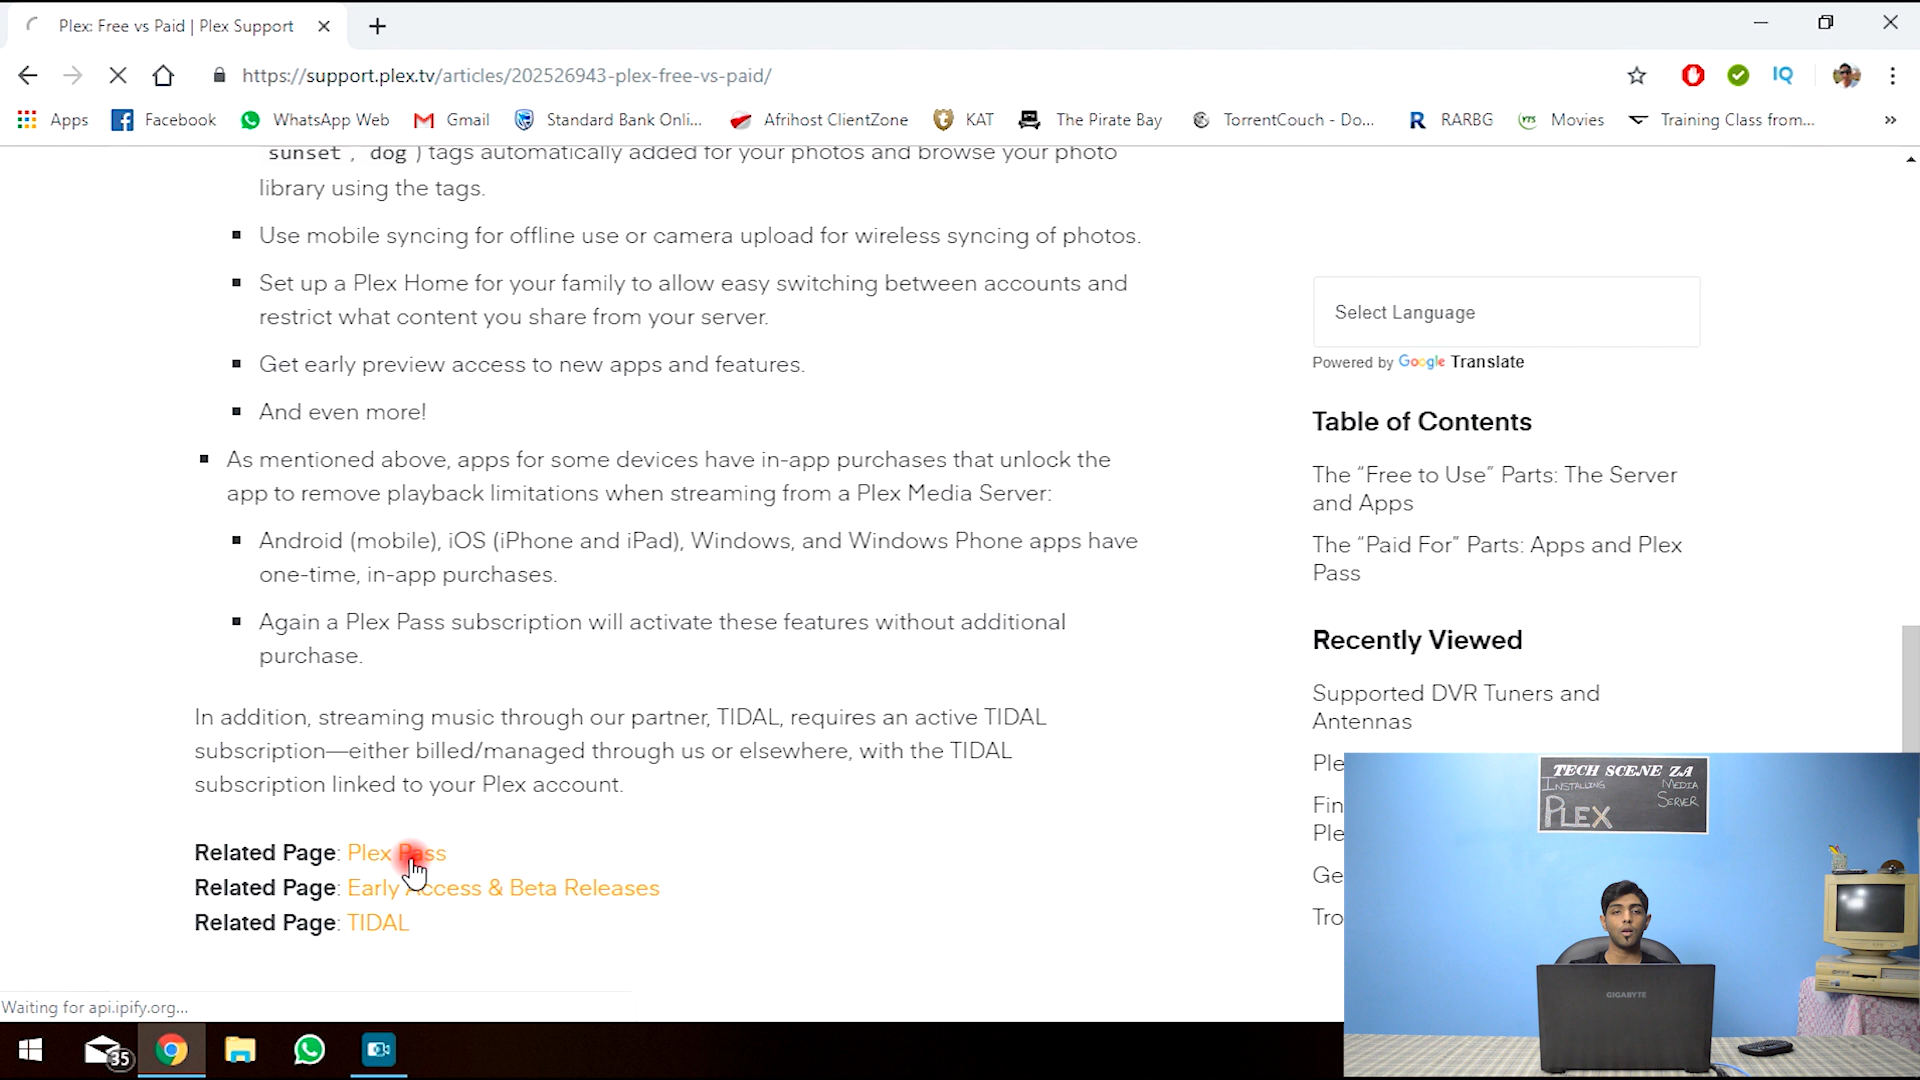 Plex: Free vs Paid | Plex Support
https://support.plex.tv/articles/202526943-plex-free-vs-paid/
IQ
Apps Facebook WhatsApp Web Gmail Standard Bank Onli... Afrihost ClientZone KAT The Pirate Bay TorrentCouch - Do... RARBG Movies Training Class from... »
sunset, dog ) tags automatically added for your photos and browse your photo
library using the tags.
Use mobile syncing for offline use or camera upload for wireless syncing of photos.
Set up a Plex Home for your family to allow easy switching between accounts and
restrict what content you share from your server.
Get early preview access to new apps and features.
And even more!
As mentioned above, apps for some devices have in-app purchases that unlock the
app to remove playback limitations when streaming from a Plex Media Server:
Android (mobile), iOS (iPhone and iPad), Windows, and Windows Phone apps have
one-time, in-app purchases.
Again a Plex Pass subscription will activate these features without additional
purchase.
In addition, streaming music through our partner, TIDAL, requires an active TIDAL
subscription—either billed/managed through us or elsewhere, with the TIDAL
subscription linked to your Plex account.
Related Page: Plex Pass
Related Page: Early Access & Beta Releases
Related Page: TIDAL
Select Language
Powered by Google Translate
Table of Contents
The “Free to Use” Parts: The Server
and Apps
The “Paid For” Parts: Apps and Plex
Pass
Recently Viewed
Supported DVR Tuners and
Antennas
Ple
Fin
Ple
Ge
Tro
TECH SCENE ZA
INSTALLING MEDIA
PLEX SERVER
GIGABYTE
Waiting for api.ipify.org...
35